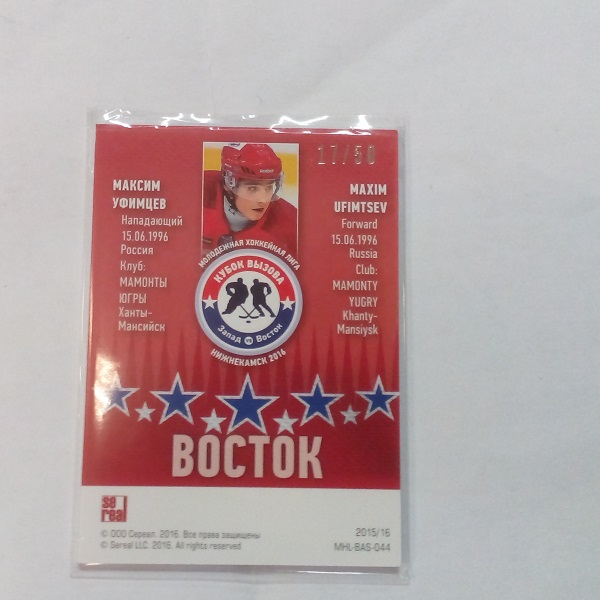 17/50
МАКСИМ
УФИМЦЕВ
Нападающий
15.06.1996
Россия
Клуб:
МАМОНТЫ
ЮГРЫ
Ханты-
Мансийск
MAXIM
UFIMTSEV
Forward
15.06.1996
Russia
Club:
MAMONTY
YUGRY
Khanty-
Mansiysk
МОЛОДЕЖНАЯ ХОККЕЙНАЯ ЛИГА
КУБОК ВЫЗОВА
Запад vs Восток
НИЖНЕКАМСК 2016
ВОСТОК
se
real
© ООО Сереал. 2016. Все права защищены
© Sereal LLC. 2016. All rights reserved
2015/16
MHL-BAS-044